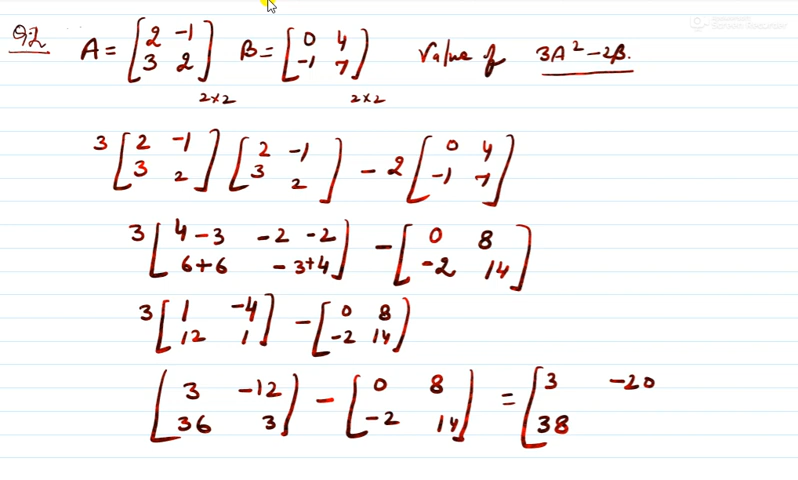 Q2 A = [2 -1 3 2] 2×2 B = [0 4 -1 7] 2×2 Value of 3A² - 2B.
3 [2 -1 3 2] [2 -1 3 2] - 2 [0 4 -1 7]
3 [4 - 3 -2 -2 6+6 -3+4] - [0 8 -2 14]
3 [1 -4 12 1] - [0 8 -2 14]
[3 -12 36 3] - [0 8 -2 14] = [3 -20 38